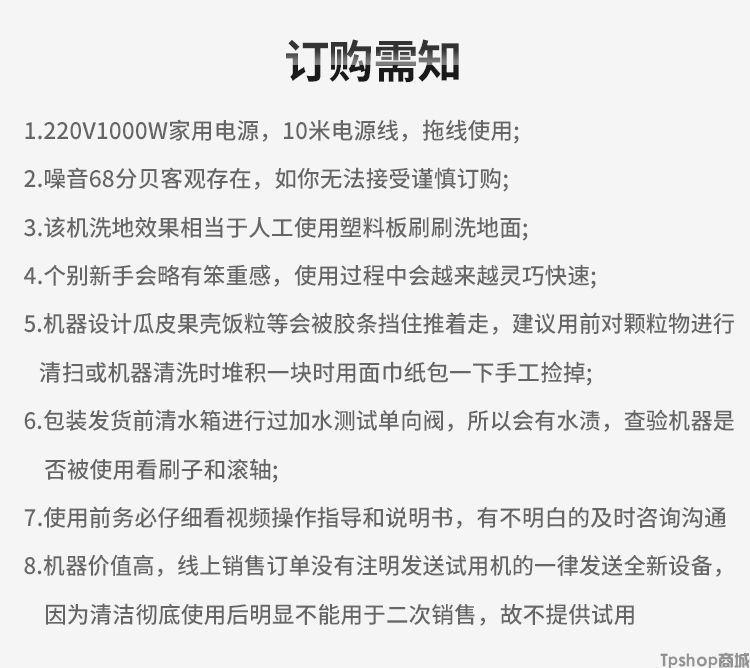 订购需知
1.220V1000W家用电源，10米电源线，拖线使用;
2.噪音68分贝客观存在，如你无法接受谨慎订购;
3.该机洗地效果相当于人工使用塑料板刷刷洗地面;
4.个别新手会略有笨重感，使用过程中会越来越灵巧快速;
5.机器设计瓜皮果壳饭粒等会被胶条挡住推着走，建议用前对颗粒物进行
清扫或机器清洗时堆积一块时用面巾纸包一下手工捡掉;
6.包装发货前清水箱进行过加水测试单向阀，所以会有水渍，查验机器是
否被使用看刷子和滚轴;
7.使用前务必仔细看视频操作指导和说明书，有不明白的及时咨询沟通
8.机器价值高，线上销售订单没有注明发送试用机的一律发送全新设备，
因为清洁彻底使用后明显不能用于二次销售，故不提供试用
Tpshop商城